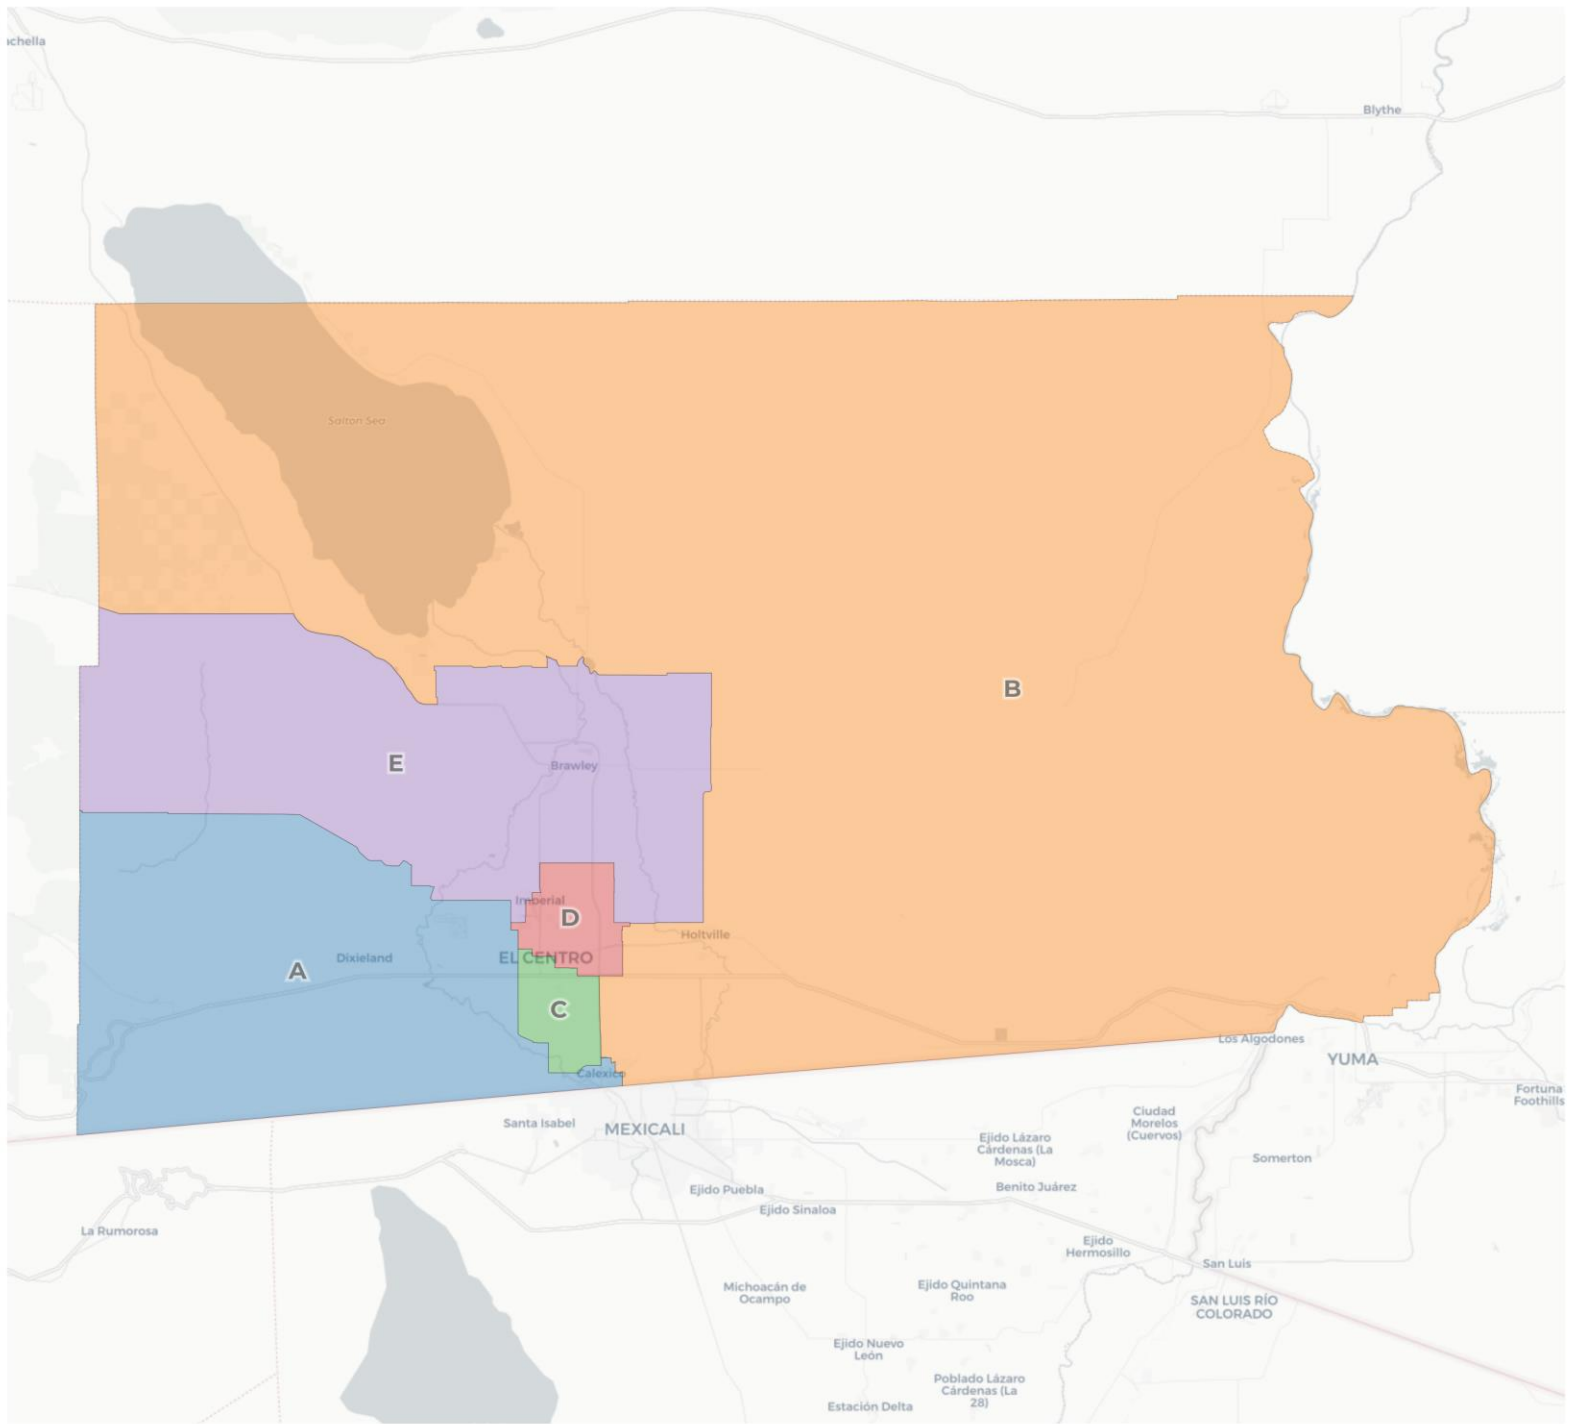 Blythe
Salton Sea
B
E
Brawley
Imperial
D
Holtville
EL CENTRO
Dixieland
A
C
Los Algodones
YUMA
Calexico
Fortuna
Foothills
Santa Isabel
MEXICALI
Ciudad
Morelos
(Cuervos)
Ejido Lázaro
Cárdenas (La
Mosca)
Somerton
Ejido Puebla
Benito Juárez
Ejido Sinaloa
La Rumorosa
Ejido
Hermosillo
San Luis
Michoacán de
Ocampo
Ejido Quintana
Roo
SAN LUIS RÍO
COLORADO
Ejido Nuevo
León
Poblado Lázaro
Cárdenas (La
28)
Estación Delta